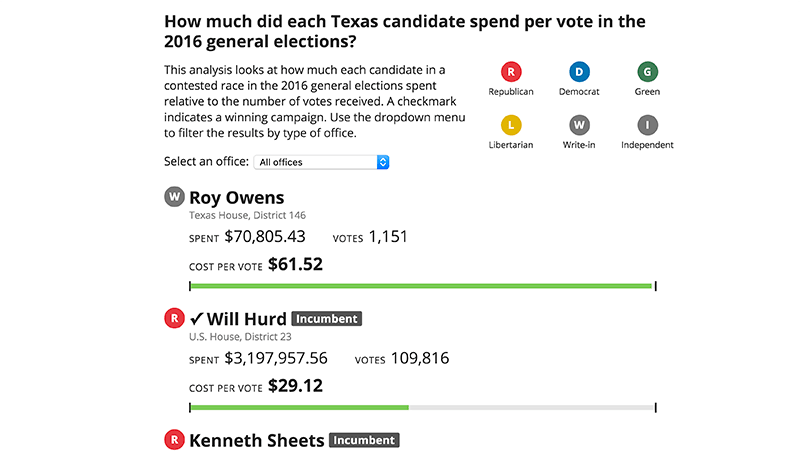 How much did each Texas candidate spend per vote in the
2016 general elections?
This analysis looks at how much each candidate in a
contested race in the 2016 general elections spent
relative to the number of votes received. A checkmark
indicates a winning campaign. Use the dropdown menu
to filter the results by type of office.
R D G
Republican Democrat Green
L W I
Libertarian Write-in Independent
Select an office: All offices
W Roy Owens
Texas House, District 146
SPENT $70,805.43 VOTES 1,151
COST PER VOTE $61.52
R ✓ Will Hurd Incumbent
U.S. House, District 23
SPENT $3,197,957.56 VOTES 109,816
COST PER VOTE $29.12
R Kenneth Sheets Incumbent